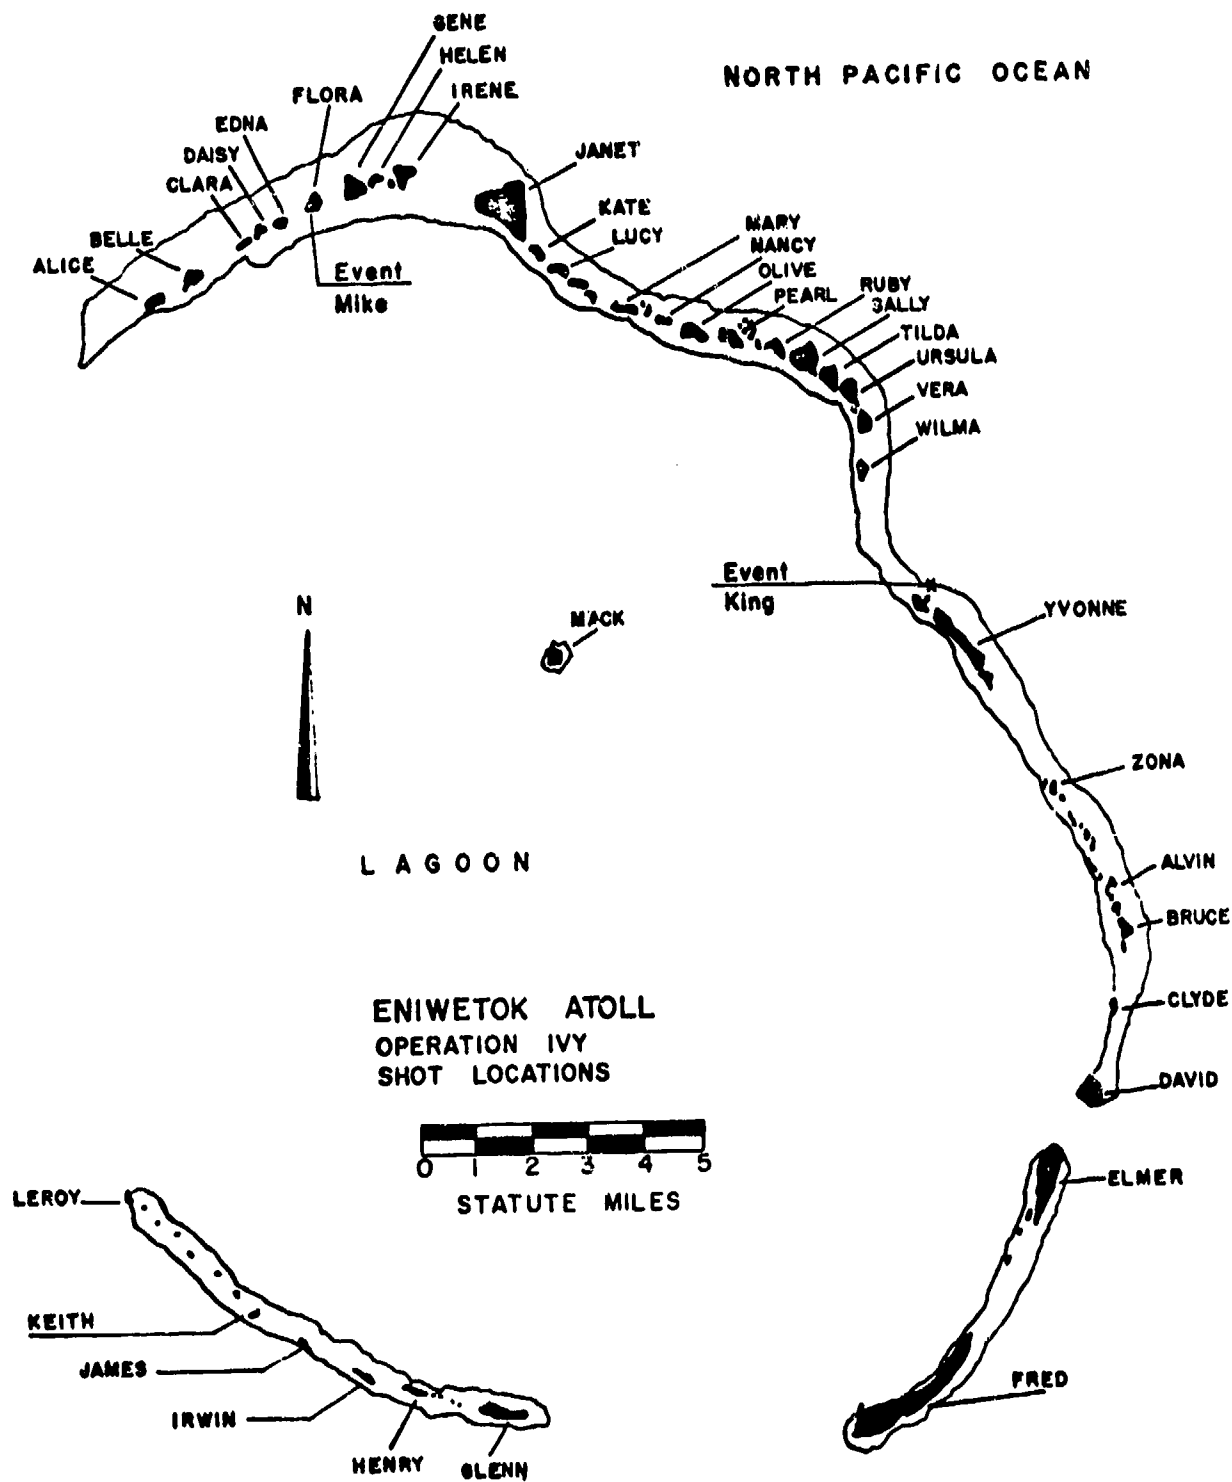 GENE
HELEN
IRENE
NORTH PACIFIC OCEAN
FLORA
EDNA
DAISY
CLARA
BELLE
ALICE
JANET
KATE
LUCY
MARY
NANCY
OLIVE
PEARL
RUBY
SALLY
TILDA
URSULA
VERA
WILMA
Event
Mike
Event
King
N
MACK
YVONNE
ZONA
LAGOON
ALVIN
BRUCE
CLYDE
DAVID
ENIWETOK ATOLL
OPERATION IVY
SHOT LOCATIONS
0 1 2 3 4 5
STATUTE MILES
ELMER
LEROY
KEITH
JAMES
IRWIN
HENRY
GLENN
FRED